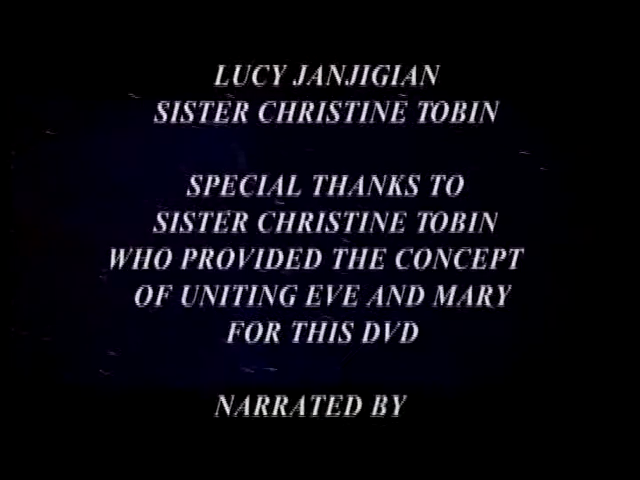 LUCY JANJIGIAN
SISTER CHRISTINE TOBIN
SPECIAL THANKS TO
SISTER CHRISTINE TOBIN
WHO PROVIDED THE CONCEPT
OF UNITING EVE AND MARY
FOR THIS DVD
NARRATED BY